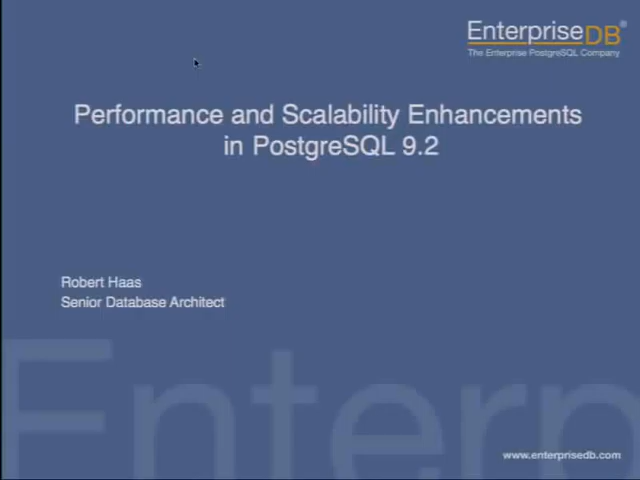 EnterpriseDB®
The Enterprise PostgreSQL Company
Performance and Scalability Enhancements
in PostgreSQL 9.2
Robert Haas
Senior Database Architect
Enterp
www.enterprisedb.com